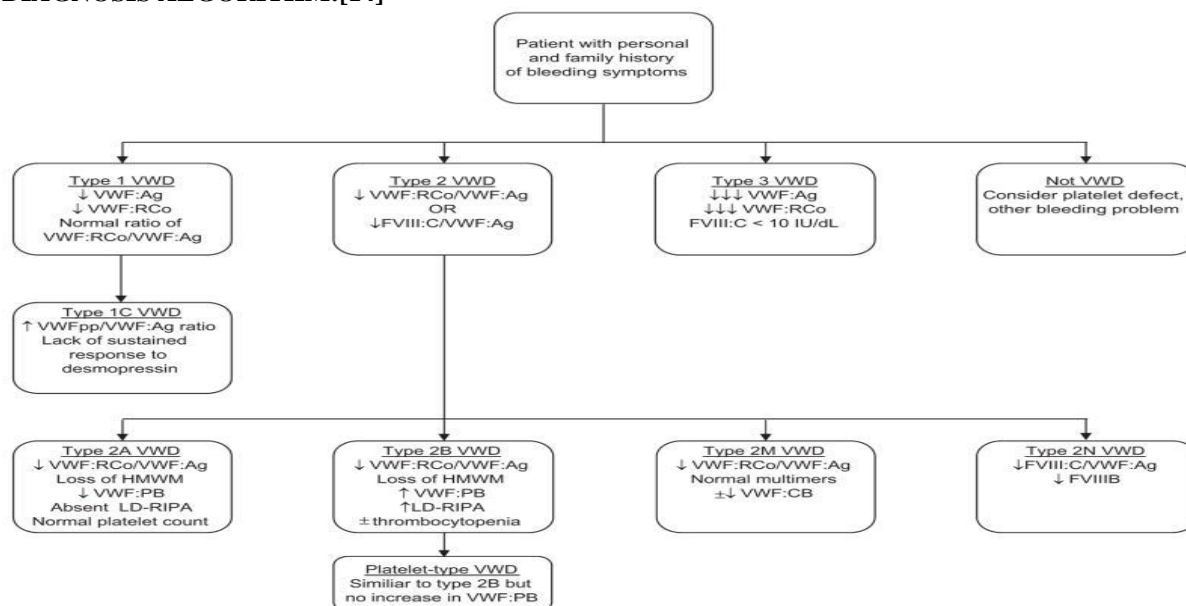 DIAGNOSIS ALGORITHM:[14]
Patient with personal
and family history
of bleeding symptoms
Type 1 VWD
↓ VWF:Ag
↓ VWF:RCo
Normal ratio of
VWF:RCo/VWF:Ag
Type 2 VWD
↓ VWF:RCo/VWF:Ag
OR
↓FVIII:C/VWF:Ag
Type 3 VWD
↓↓↓ VWF:Ag
↓↓↓ VWF:RCo
FVIII:C < 10 IU/dL
Not VWD
Consider platelet defect,
other bleeding problem
Type 1C VWD
↑ VWFpp/VWF:Ag ratio
Lack of sustained
response to
desmopressin
Type 2A VWD
↓ VWF:RCo/VWF:Ag
Loss of HMWM
↓ VWF:PB
Absent LD-RIPA
Normal platelet count
Type 2B VWD
↓ VWF:RCo/VWF:Ag
Loss of HMWM
↑ VWF:PB
↑LD-RIPA
± thrombocytopenia
Type 2M VWD
↓ VWF:RCo/VWF:Ag
Normal multimers
±↓ VWF:CB
Type 2N VWD
↓FVIII:C/VWF:Ag
↓ FVIIIB
Platelet-type VWD
Similiar to type 2B but
no increase in VWF:PB